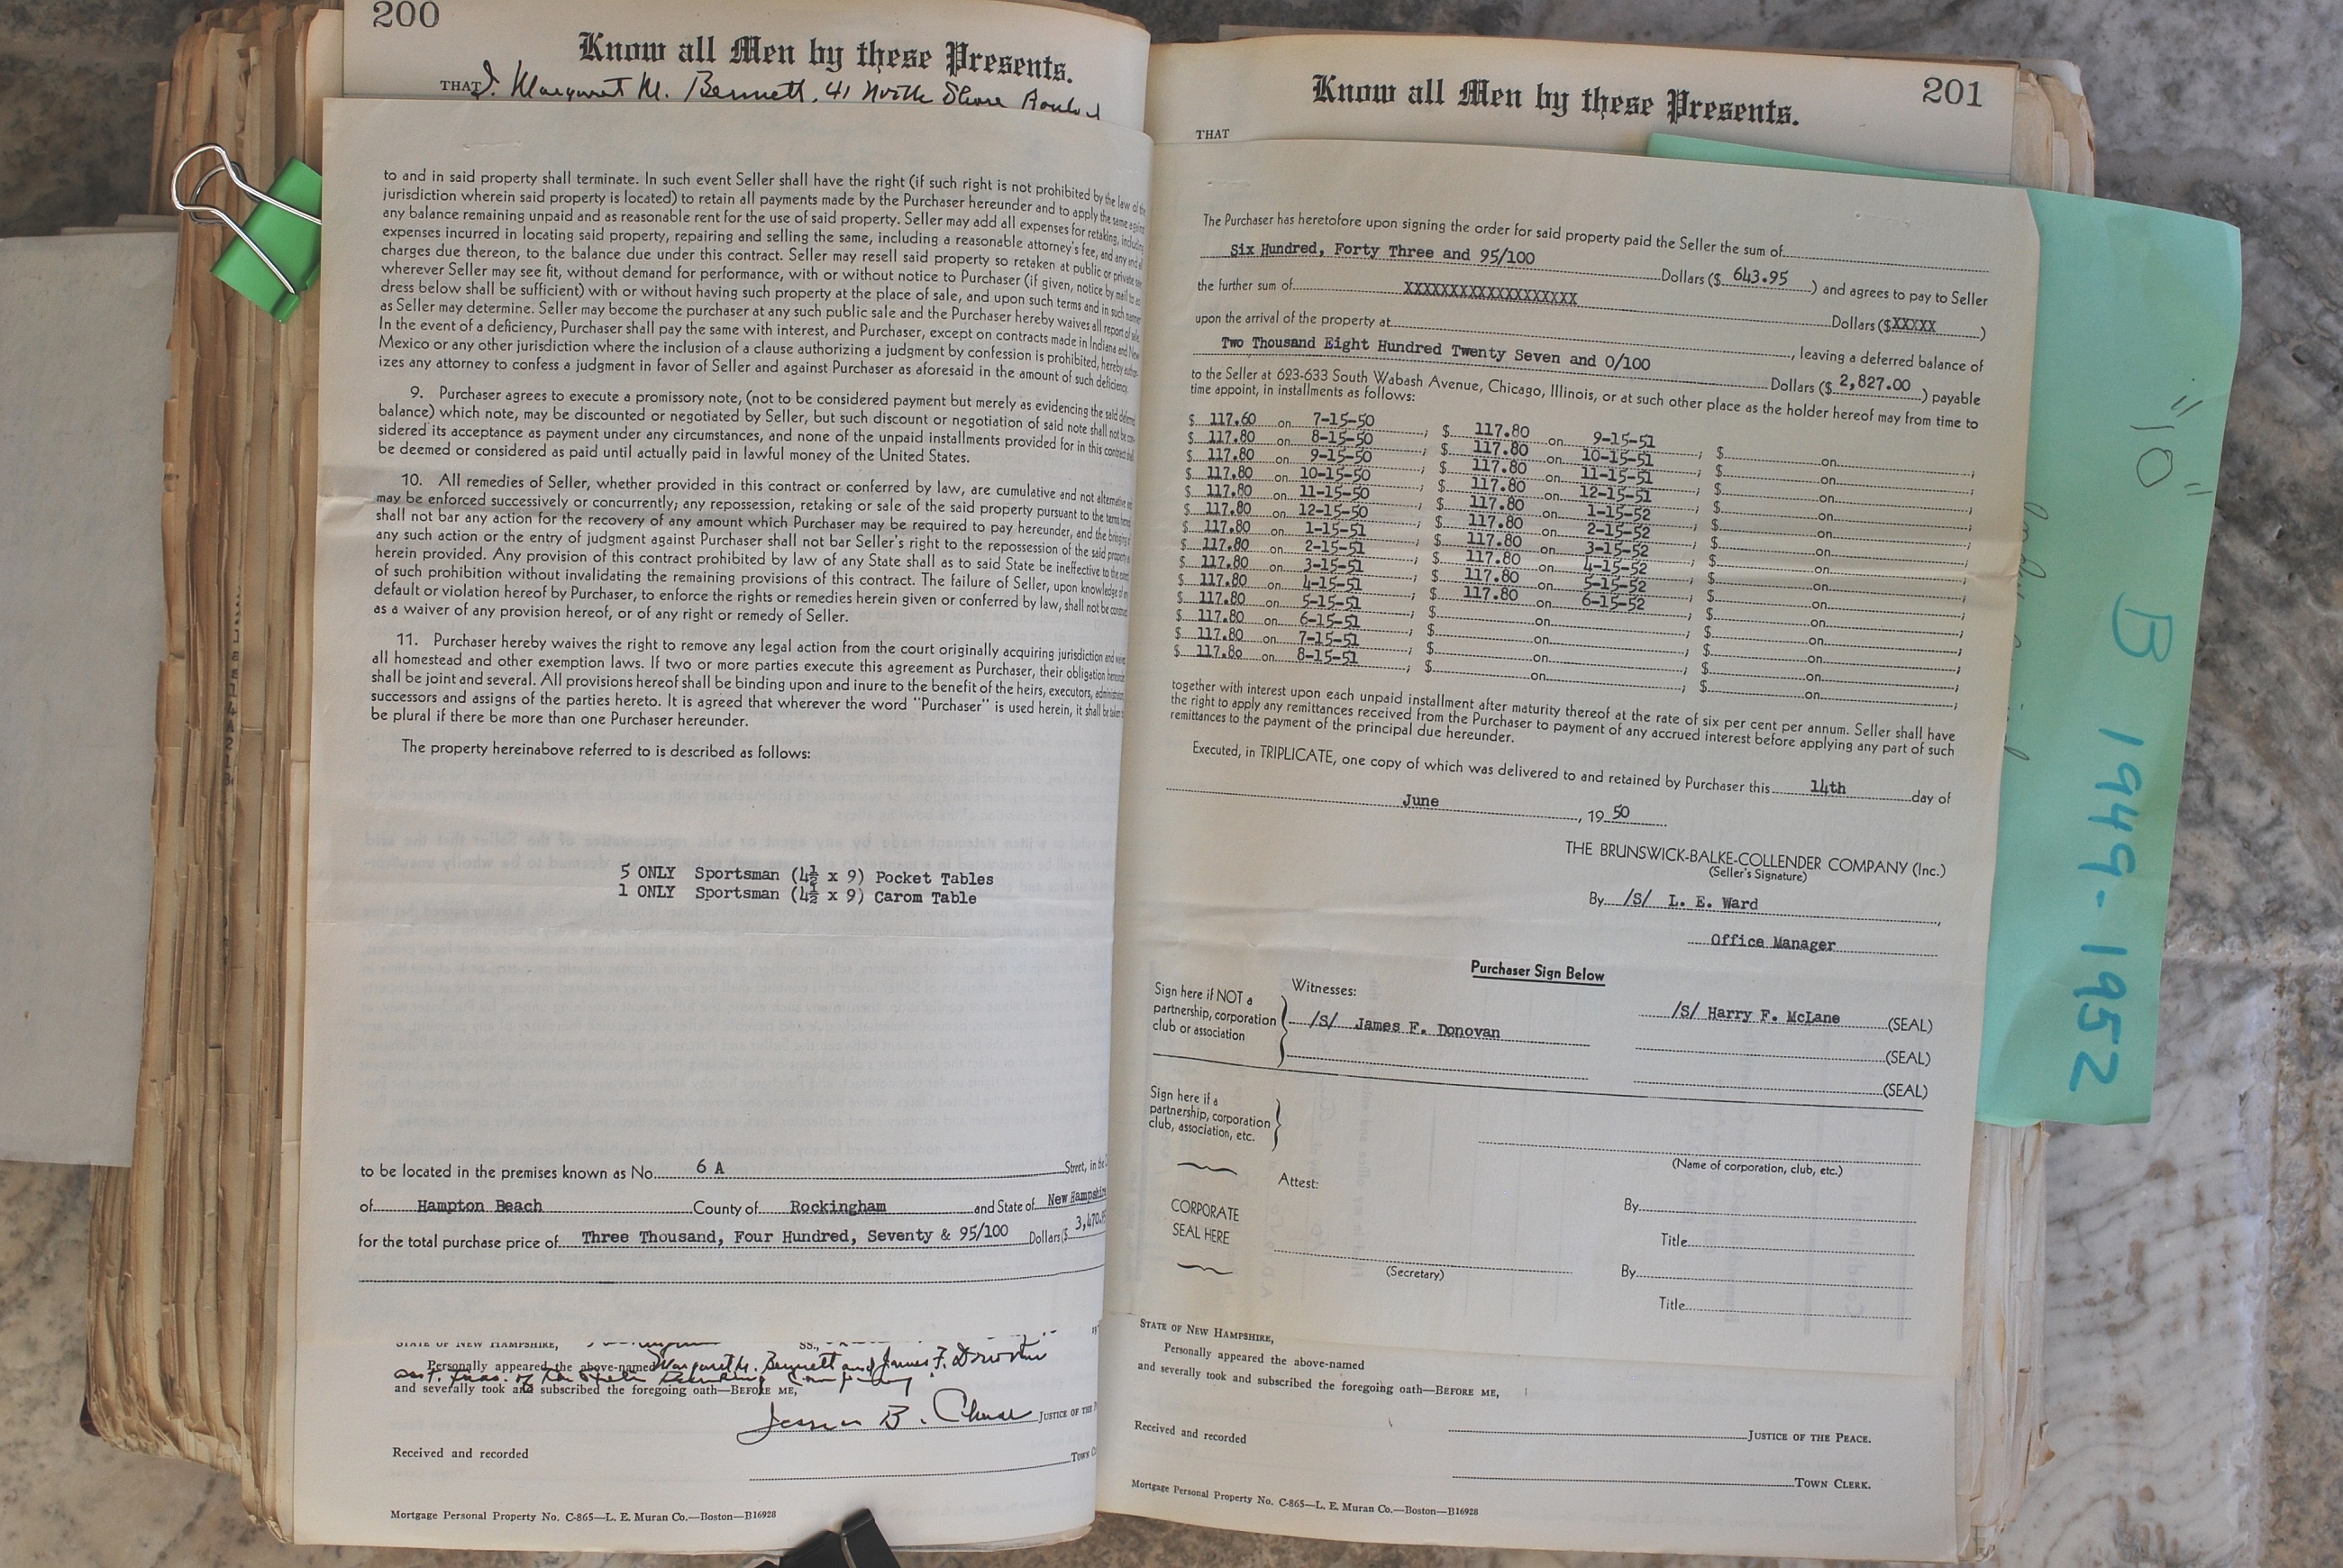 200
Know all Men by these Presents.
THAT I, Margaret M. Bennett, 41 North Shore Road
to and in said property shall terminate. In such event Seller shall have the right (if such right is not prohibited by the law of the
jurisdiction wherein said property is located) to retain all payments made by the Purchaser hereunder and to apply the same against
any balance remaining unpaid and as reasonable rent for the use of said property. Seller may add all expenses for retaking, including
expenses incurred in locating said property, repairing and selling the same, including a reasonable attorney's fee, and any and all
charges due thereon, to the balance due under this contract. Seller may resell said property so retaken at public or private sale
wherever Seller may see fit, without demand for performance, with or without notice to Purchaser (if given, notice by mail to ad
dress below shall be sufficient) with or without having such property at the place of sale, and upon such terms and in such manner
as Seller may determine. Seller may become the purchaser at any such public sale and the Purchaser hereby waives all report of sale.
In the event of a deficiency, Purchaser shall pay the same with interest, and Purchaser, except on contracts made in Indiana and New
Mexico or any other jurisdiction where the inclusion of a clause authorizing a judgment by confession is prohibited, hereby author-
izes any attorney to confess a judgment in favor of Seller and against Purchaser as aforesaid in the amount of such deficiency.
9. Purchaser agrees to execute a promissory note, (not to be considered payment but merely as evidencing the said deferred
balance) which note, may be discounted or negotiated by Seller, but such discount or negotiation of said note shall not be con-
sidered its acceptance as payment under any circumstances, and none of the unpaid installments provided for in this contract shall
be deemed or considered as paid until actually paid in lawful money of the United States.
10. All remedies of Seller, whether provided in this contract or conferred by law, are cumulative and not alternative and
may be enforced successively or concurrently; any repossession, retaking or sale of the said property pursuant to the terms hereof
shall not bar any action for the recovery of any amount which Purchaser may be required to pay hereunder, and the bringing of
any such action or the entry of judgment against Purchaser shall not bar Seller's right to the repossession of the said property as
herein provided. Any provision of this contract prohibited by law of any State shall as to said State be ineffective to the extent
of such prohibition without invalidating the remaining provisions of this contract. The failure of Seller, upon knowledge of any
default or violation hereof by Purchaser, to enforce the rights or remedies herein given or conferred by law, shall not be construed
as a waiver of any provision hereof, or of any right or remedy of Seller.
11. Purchaser hereby waives the right to remove any legal action from the court originally acquiring jurisdiction and waives
all homestead and other exemption laws. If two or more parties execute this agreement as Purchaser, their obligation hereunder
shall be joint and several. All provisions hereof shall be binding upon and inure to the benefit of the heirs, executors, administrators
successors and assigns of the parties hereto. It is agreed that wherever the word "Purchaser" is used herein, it shall be taken to
be plural if there be more than one Purchaser hereunder.
The property hereinabove referred to is described as follows:
5 ONLY Sportsman (4½ x 9) Pocket Tables
1 ONLY Sportsman (4½ x 9) Carom Table
to be located in the premises known as No. 6 A Street, in the
of Hampton Beach County of Rockingham and State of New Hampshire
for the total purchase price of Three Thousand, Four Hundred, Seventy & 95/100 Dollars ($ 3,470.95
STATE OF NEW HAMPSHIRE, SS.,
Personally appeared the above-named Margaret M. Bennett and James F. Donovan
and severally took and subscribed the foregoing oath—BEFORE ME,
Jessie B. Chase JUSTICE OF THE
Received and recorded
TOWN
Mortgage Personal Property No. C-865—L. E. Muran Co.—Boston—B16928
201
Know all Men by these Presents.
THAT
The Purchaser has heretofore upon signing the order for said property paid the Seller the sum of
Six Hundred, Forty Three and 95/100 Dollars ($ 643.95 ) and agrees to pay to Seller
the further sum of XXXXXXXXXXXXXXXXXXX Dollars ($XXXXX )
upon the arrival of the property at , leaving a deferred balance of
Two Thousand Eight Hundred Twenty Seven and 0/100 Dollars ($ 2,827.00 ) payable
to the Seller at 623-633 South Wabash Avenue, Chicago, Illinois, or at such other place as the holder hereof may from time to
time appoint, in installments as follows:
$ 117.60 on 7-15-50 ; $ 117.80 on 9-15-51 ; $ on ;
$ 117.80 on 8-15-50 ; $ 117.80 on 10-15-51 ; $ on ;
$ 117.80 on 9-15-50 ; $ 117.80 on 11-15-51 ; $ on ;
$ 117.80 on 10-15-50 ; $ 117.80 on 12-15-51 ; $ on ;
$ 117.80 on 11-15-50 ; $ 117.80 on 1-15-52 ; $ on ;
$ 117.80 on 12-15-50 ; $ 117.80 on 2-15-52 ; $ on ;
$ 117.80 on 1-15-51 ; $ 117.80 on 3-15-52 ; $ on ;
$ 117.80 on 2-15-51 ; $ 117.80 on 4-15-52 ; $ on ;
$ 117.80 on 3-15-51 ; $ 117.80 on 5-15-52 ; $ on ;
$ 117.80 on 4-15-51 ; $ 117.80 on 6-15-52 ; $ on ;
$ 117.80 on 5-15-51 ; $ on ; $ on ;
$ 117.80 on 6-15-51 ; $ on ; $ on ;
$ 117.80 on 7-15-51 ; $ on ; $ on ;
$ 117.80 on 8-15-51 ; $ on ; $ on ;
together with interest upon each unpaid installment after maturity thereof at the rate of six per cent per annum. Seller shall have
the right to apply any remittances received from the Purchaser to payment of any accrued interest before applying any part of such
remittances to the payment of the principal due hereunder.
Executed, in TRIPLICATE, one copy of which was delivered to and retained by Purchaser this 14th day of
June , 19 50
THE BRUNSWICK-BALKE-COLLENDER COMPANY (Inc.)
(Seller's Signature)
By /S/ L. E. Ward
Office Manager
Purchaser Sign Below
Sign here if NOT a
partnership, corporation
club or association
Witnesses:
/S/ James F. Donovan
/S/ Harry F. McLane (SEAL)
(SEAL)
(SEAL)
Sign here if a
partnership, corporation
club, association, etc.
(Name of corporation, club, etc.)
Attest:
CORPORATE
SEAL HERE
(Secretary)
By
Title
By
Title
STATE OF NEW HAMPSHIRE,
Personally appeared the above-named
and severally took and subscribed the foregoing oath—BEFORE ME,
JUSTICE OF THE PEACE.
Received and recorded
TOWN CLERK.
Mortgage Personal Property No. C-865—L. E. Muran Co.—Boston—B16928
"10"
B 1949-1952